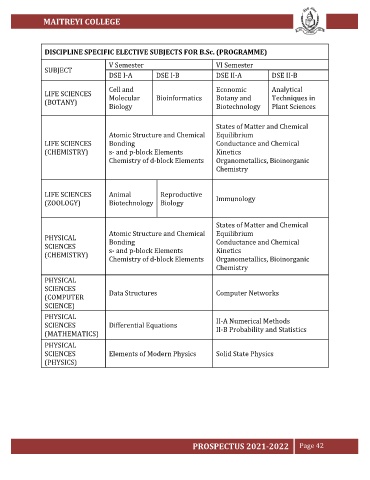 MAITREYI COLLEGE
DISCIPLINE SPECIFIC ELECTIVE SUBJECTS FOR B.Sc. (PROGRAMME)
SUBJECT
V Semester
VI Semester
DSE I-A
DSE I-B
DSE II-A
DSE II-B
LIFE SCIENCES
(BOTANY)
Cell and
Molecular
Biology
Bioinformatics
Economic
Botany and
Biotechnology
Analytical
Techniques in
Plant Sciences
LIFE SCIENCES
(CHEMISTRY)
Atomic Structure and Chemical
Bonding
s- and p-block Elements
Chemistry of d-block Elements
States of Matter and Chemical
Equilibrium
Conductance and Chemical
Kinetics
Organometallics, Bioinorganic
Chemistry
LIFE SCIENCES
(ZOOLOGY)
Animal
Biotechnology
Reproductive
Biology
Immunology
PHYSICAL
SCIENCES
(CHEMISTRY)
Atomic Structure and Chemical
Bonding
s- and p-block Elements
Chemistry of d-block Elements
States of Matter and Chemical
Equilibrium
Conductance and Chemical
Kinetics
Organometallics, Bioinorganic
Chemistry
PHYSICAL
SCIENCES
(COMPUTER
SCIENCE)
Data Structures
Computer Networks
PHYSICAL
SCIENCES
(MATHEMATICS)
Differential Equations
II-A Numerical Methods
II-B Probability and Statistics
PHYSICAL
SCIENCES
(PHYSICS)
Elements of Modern Physics
Solid State Physics
PROSPECTUS 2021-2022
Page 42